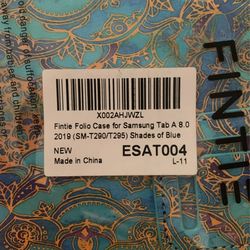 X002AHJWZL
Fintie Folio Case for Samsung Tab A 8.0
2019 (SM-T290/T295) Shades of Blue
NEW
ESAT004
Made in China
L-11
FINTIE